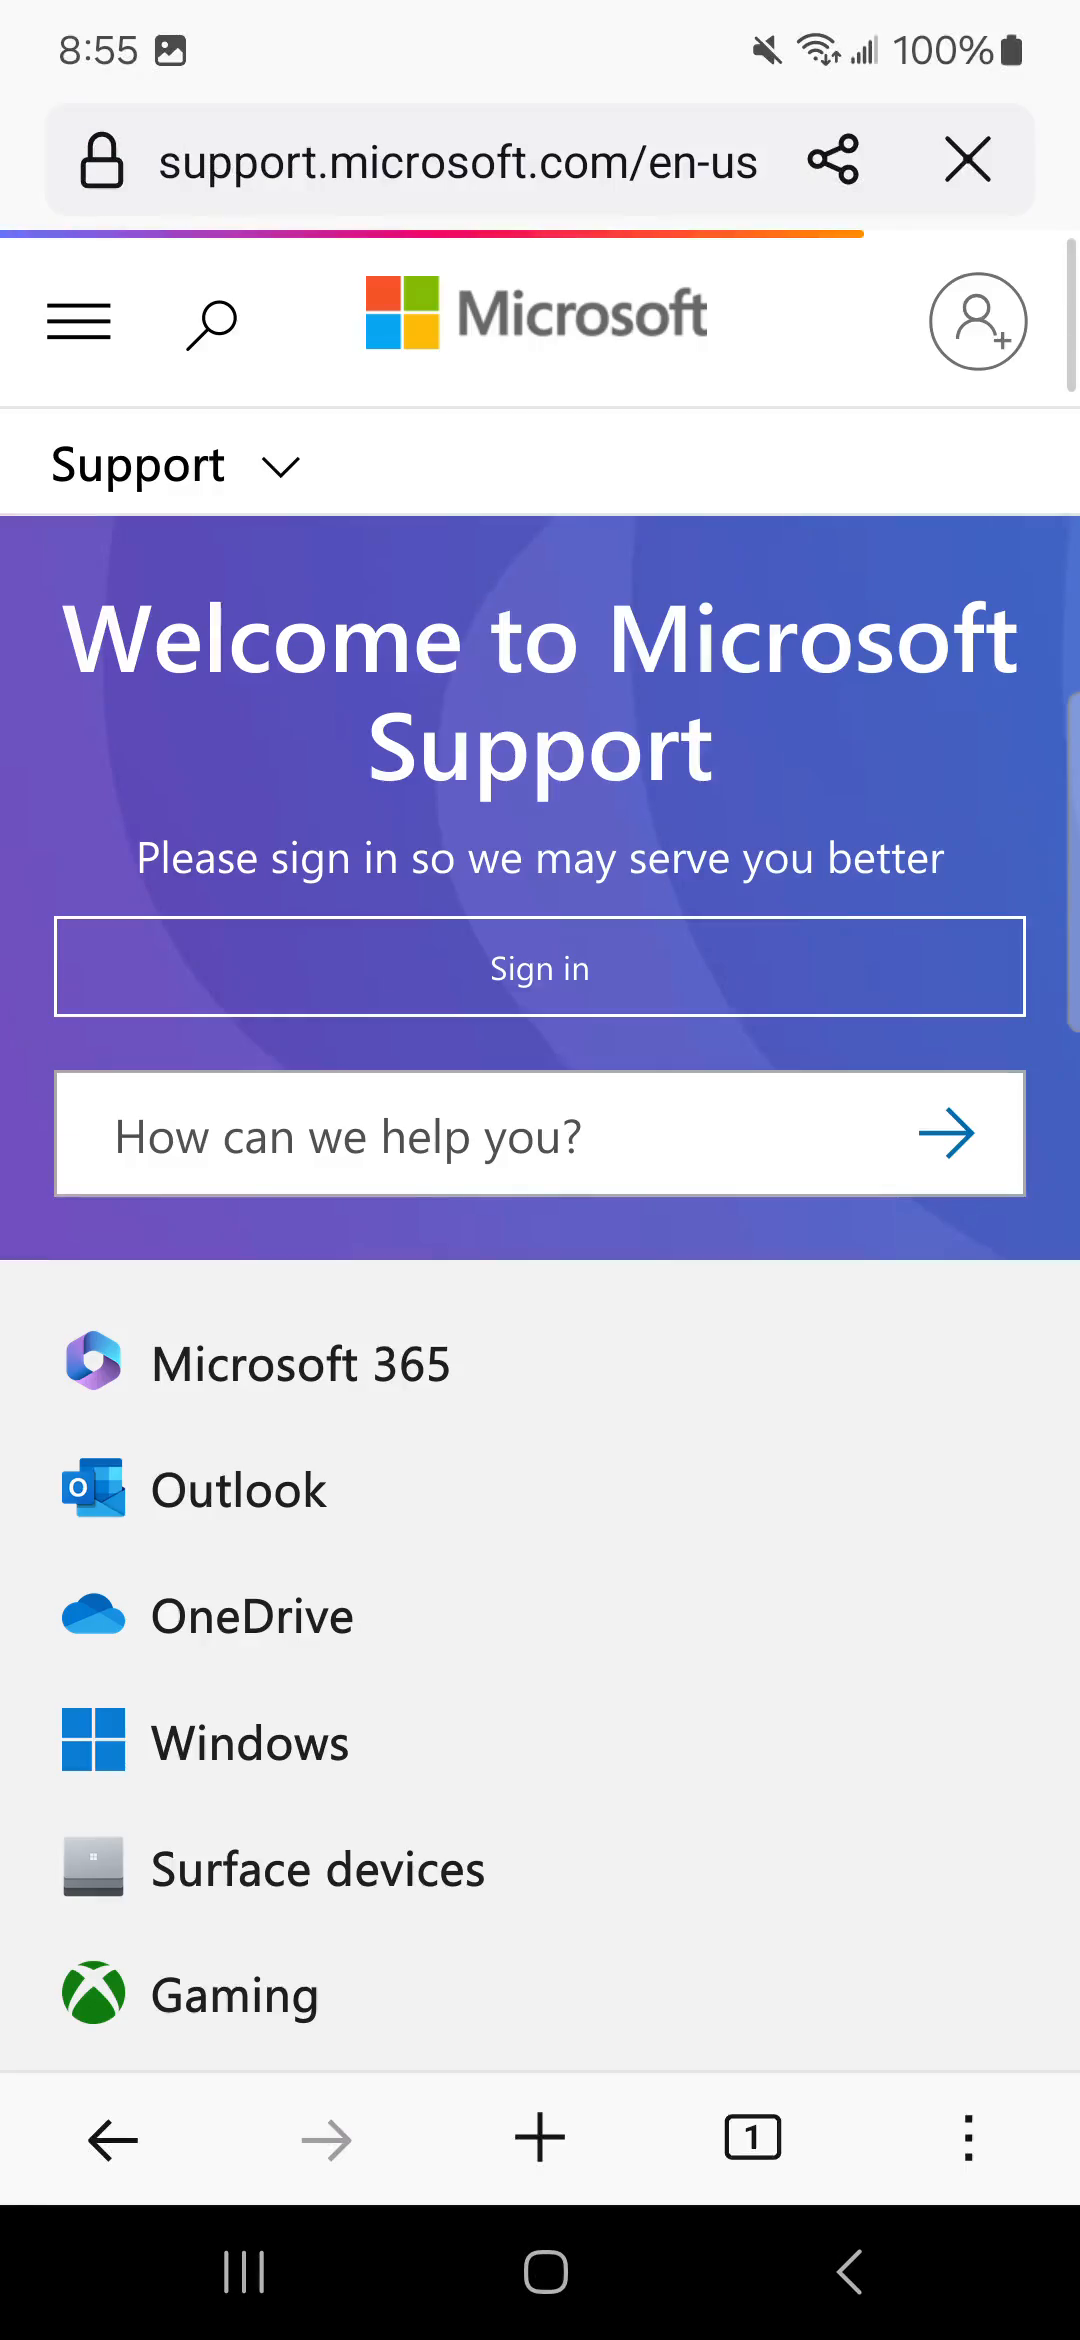 8:55
100%
support.microsoft.com/en-us
Microsoft
Support
Welcome to Microsoft
Support
Please sign in so we may serve you better
Sign in
How can we help you?
Microsoft 365
Outlook
OneDrive
Windows
Surface devices
Gaming
1